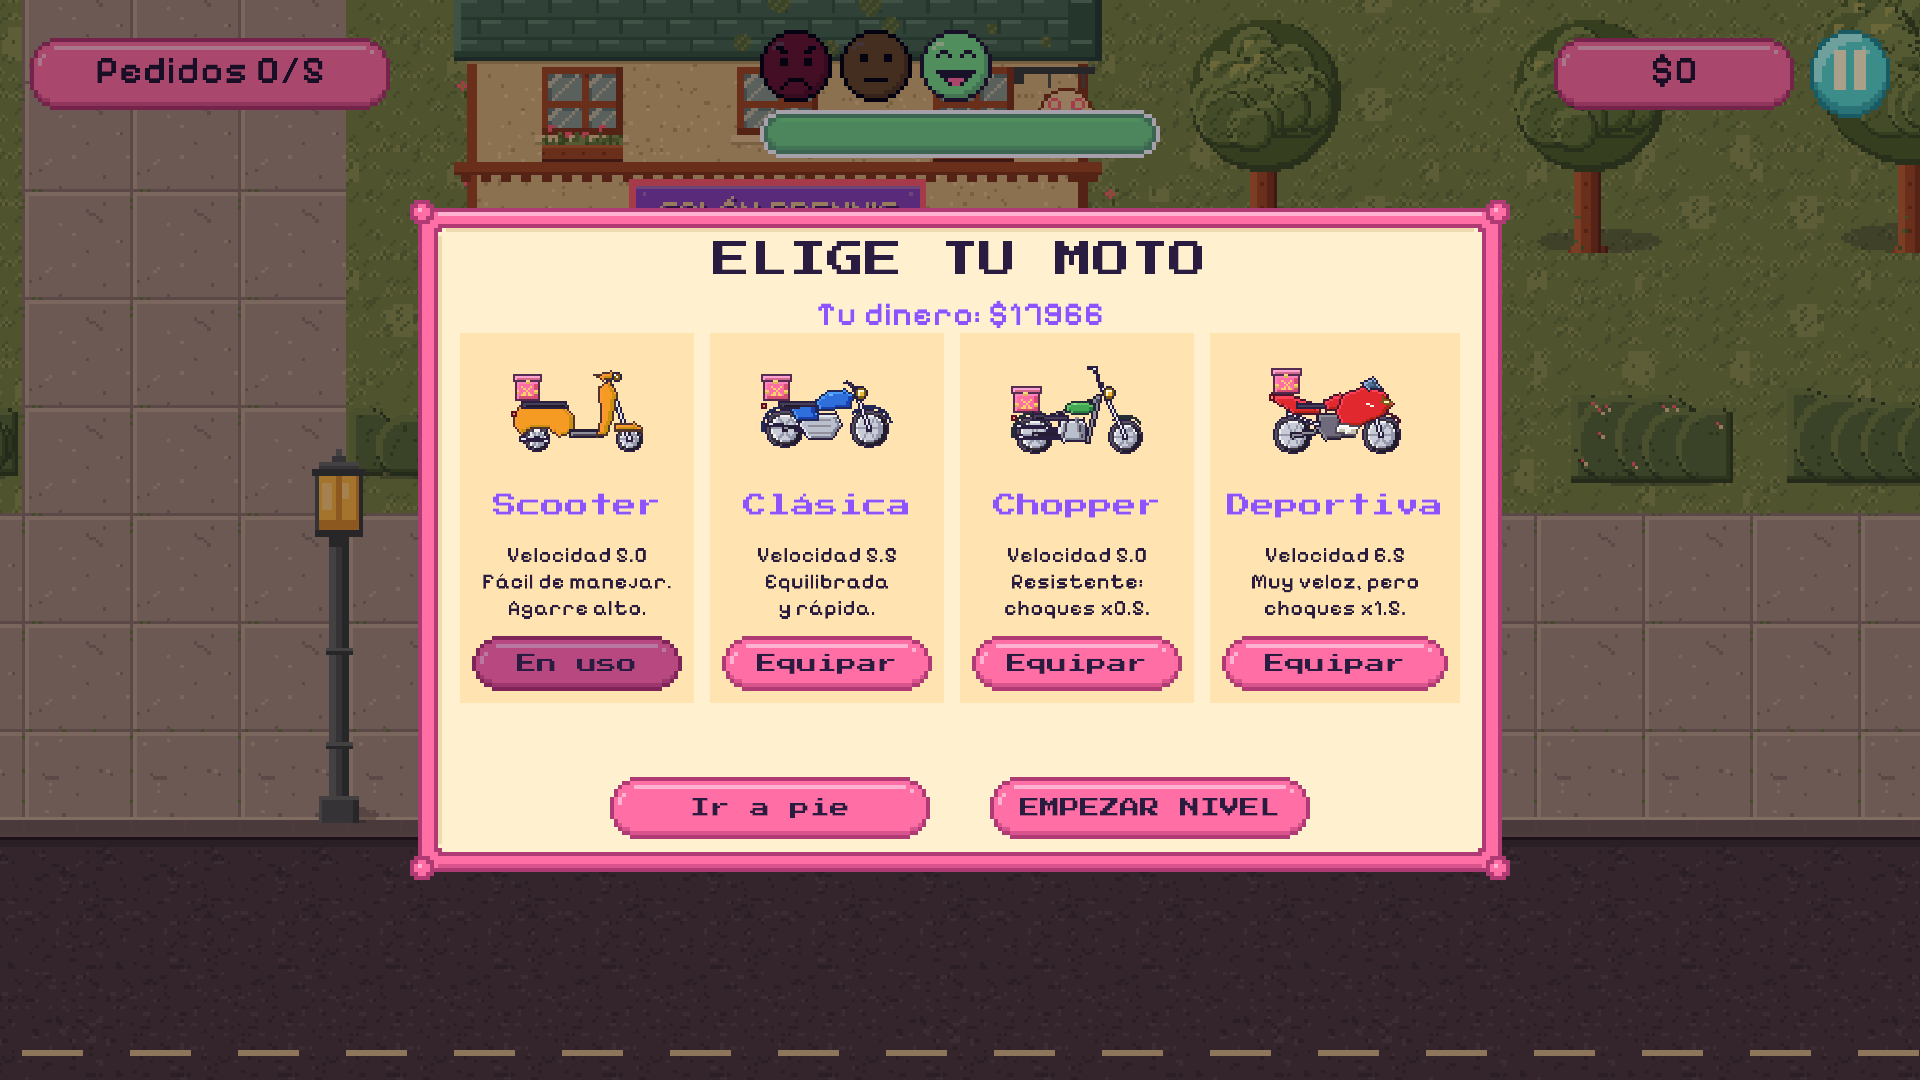 Pedidos 0/5
$0
ELIGE TU MOTO
Tu dinero: $17966
Scooter
Velocidad 5.0
Fácil de manejar.
Agarre alto.
En uso
Clásica
Velocidad 5.5
Equilibrada
y rápida.
Equipar
Chopper
Velocidad 5.0
Resistente:
choques x0.5.
Equipar
Deportiva
Velocidad 6.5
Muy veloz, pero
choques x1.5.
Equipar
Ir a pie
EMPEZAR NIVEL